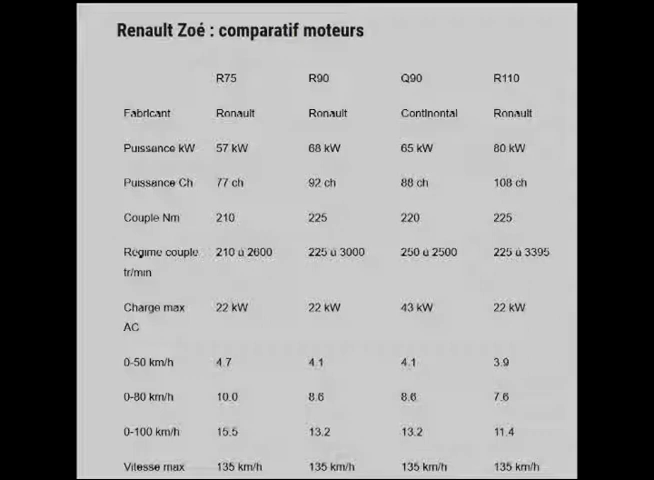 Renault Zoé : comparatif moteurs
R75 R90 Q90 R110
Fabricant Renault Renault Continental Renault
Puissance kW 57 kW 68 kW 65 kW 80 kW
Puissance Ch 77 ch 92 ch 88 ch 108 ch
Couple Nm 210 225 220 225
Régime couple 210 à 2600 225 à 3000 250 à 2500 225 à 3395
tr/min
Charge max 22 kW 22 kW 43 kW 22 kW
AC
0-50 km/h 4.7 4.1 4.1 3.9
0-80 km/h 10.0 8.6 8.6 7.6
0-100 km/h 15.5 13.2 13.2 11.4
Vitesse max 135 km/h 135 km/h 135 km/h 135 km/h